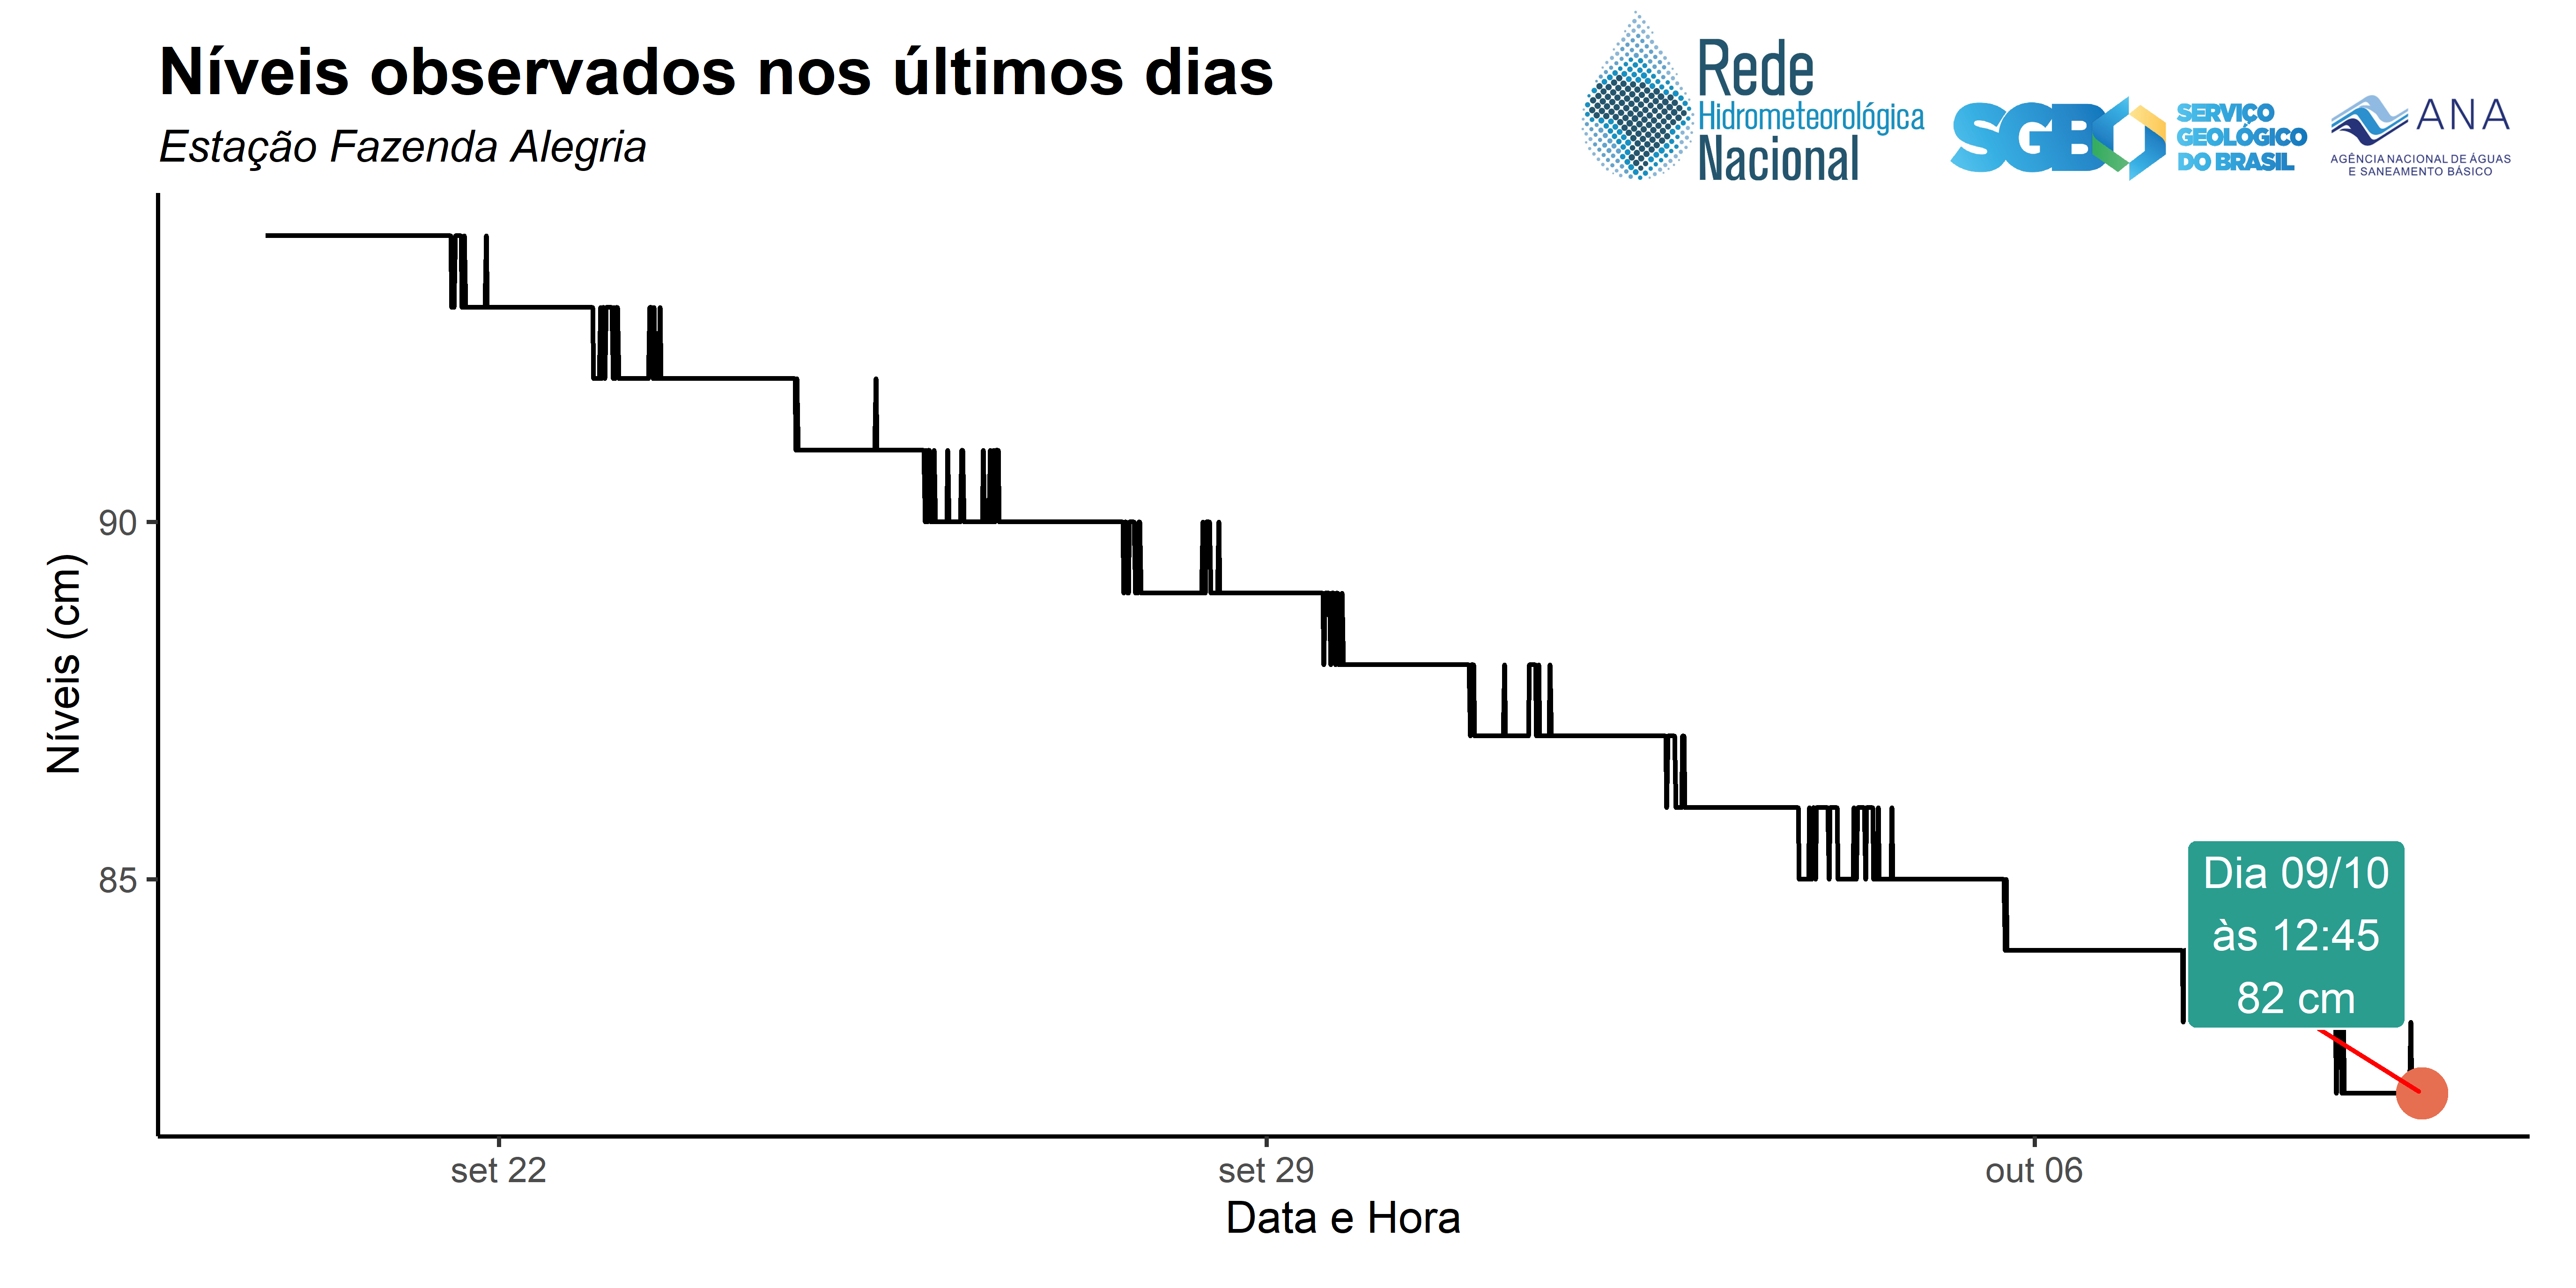 Níveis observados nos últimos dias
Estação Fazenda Alegria
Rede
Hidrometeorológica
Nacional
SGB
SERVIÇO
GEOLÓGICO
DO BRASIL
ANA
AGÊNCIA NACIONAL DE ÁGUAS
E SANEAMENTO BÁSICO
Níveis (cm)
90
85
Dia 09/10
às 12:45
82 cm
set 22
set 29
out 06
Data e Hora